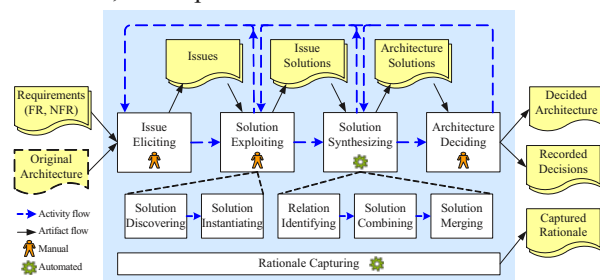 Issues
Issue
Solutions
Architecture
Solutions
Requirements
(FR, NFR)
Decided
Architecture
Issue
Eliciting
Solution
Exploiting
Solution
Synthesizing
Architecture
Deciding
Original
Architecture
Recorded
Decisions
Activity flow
Artifact flow
Manual
Automated
Solution
Discovering
Solution
Instantiating
Relation
Identifying
Solution
Combining
Solution
Merging
Captured
Rationale
Rationale Capturing